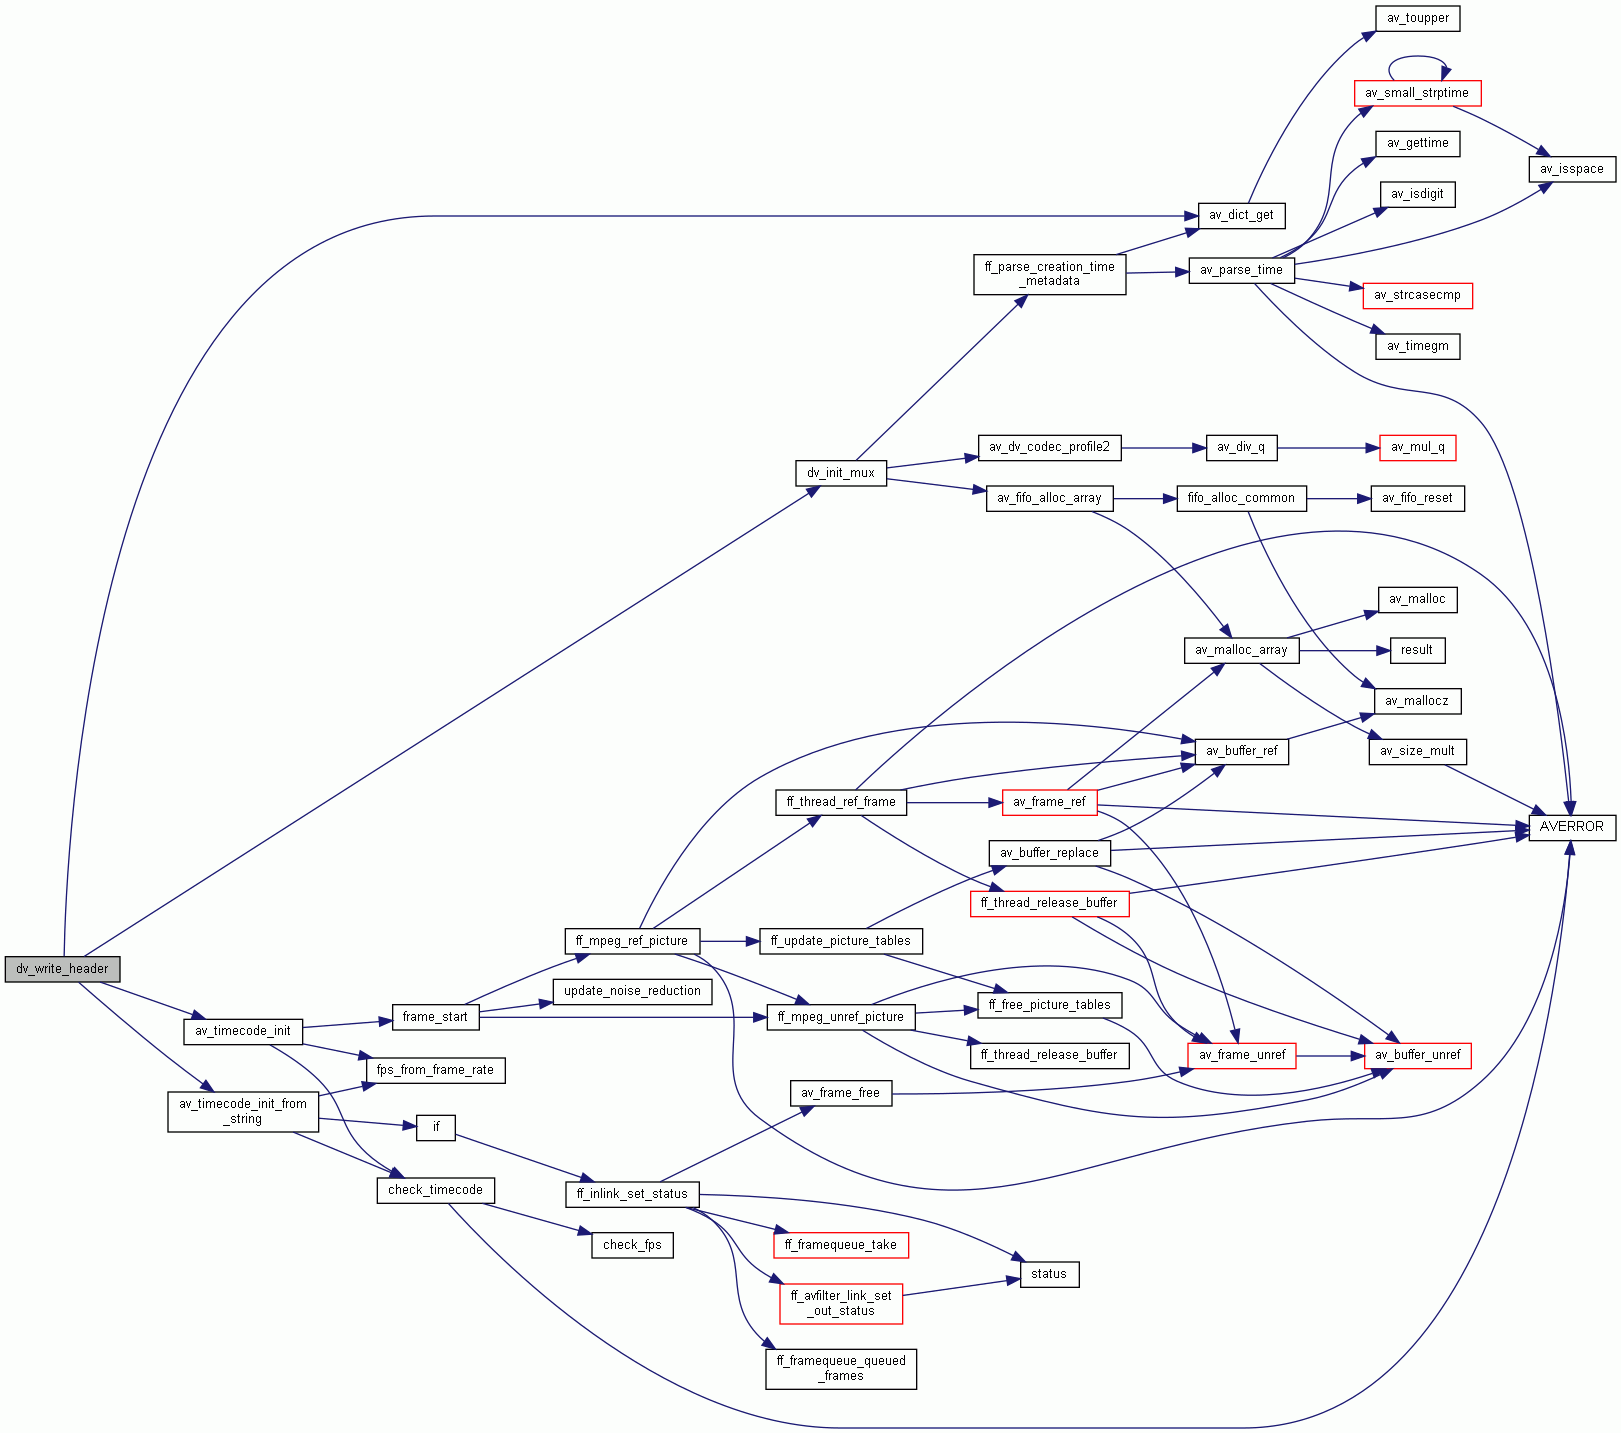 av_toupper
av_small_strptime
av_gettime
av_isspace
av_isdigit
av_dict_get
ff_parse_creation_time
_metadata
av_parse_time
av_strcasecmp
av_timegm
av_dv_codec_profile2
av_div_q
av_mul_q
dv_init_mux
av_fifo_alloc_array
fifo_alloc_common
av_fifo_reset
av_malloc
av_malloc_array
result
av_mallocz
av_buffer_ref
av_size_mult
ff_thread_ref_frame
av_frame_ref
AVERROR
av_buffer_replace
ff_thread_release_buffer
ff_mpeg_ref_picture
ff_update_picture_tables
dv_write_header
update_noise_reduction
ff_free_picture_tables
av_timecode_init
frame_start
ff_mpeg_unref_picture
ff_thread_release_buffer
av_frame_unref
av_buffer_unref
fps_from_frame_rate
av_frame_free
av_timecode_init_from
_string
if
check_timecode
ff_inlink_set_status
check_fps
ff_framequeue_take
status
ff_avfilter_link_set
_out_status
ff_framequeue_queued
_frames